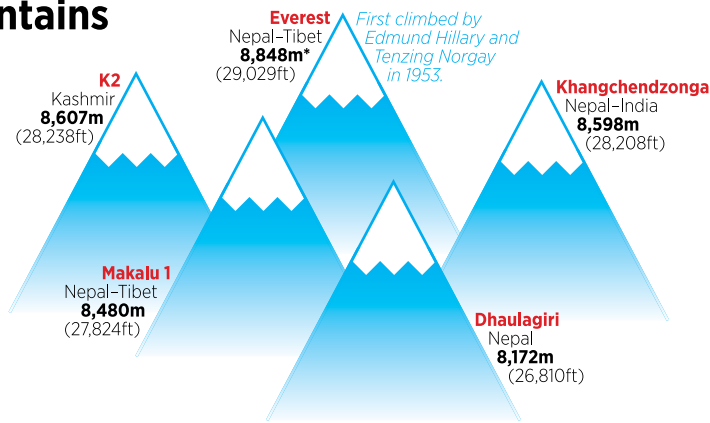 ntains
Everest
Nepal–Tibet
8,848m*
(29,029ft)
First climbed by
Edmund Hillary and
Tenzing Norgay
in 1953.
K2
Kashmir
8,607m
(28,238ft)
Khangchendzonga
Nepal–India
8,598m
(28,208ft)
Makalu 1
Nepal–Tibet
8,480m
(27,824ft)
Dhaulagiri
Nepal
8,172m
(26,810ft)